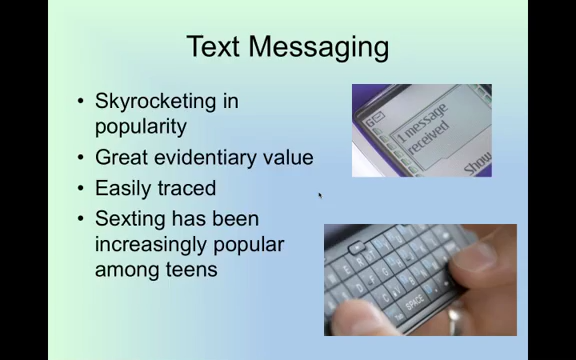 Text Messaging
• Skyrocketing in
popularity
• Great evidentiary value
• Easily traced
• Sexting has been
increasingly popular
among teens
1 message
received
Show
SPACE